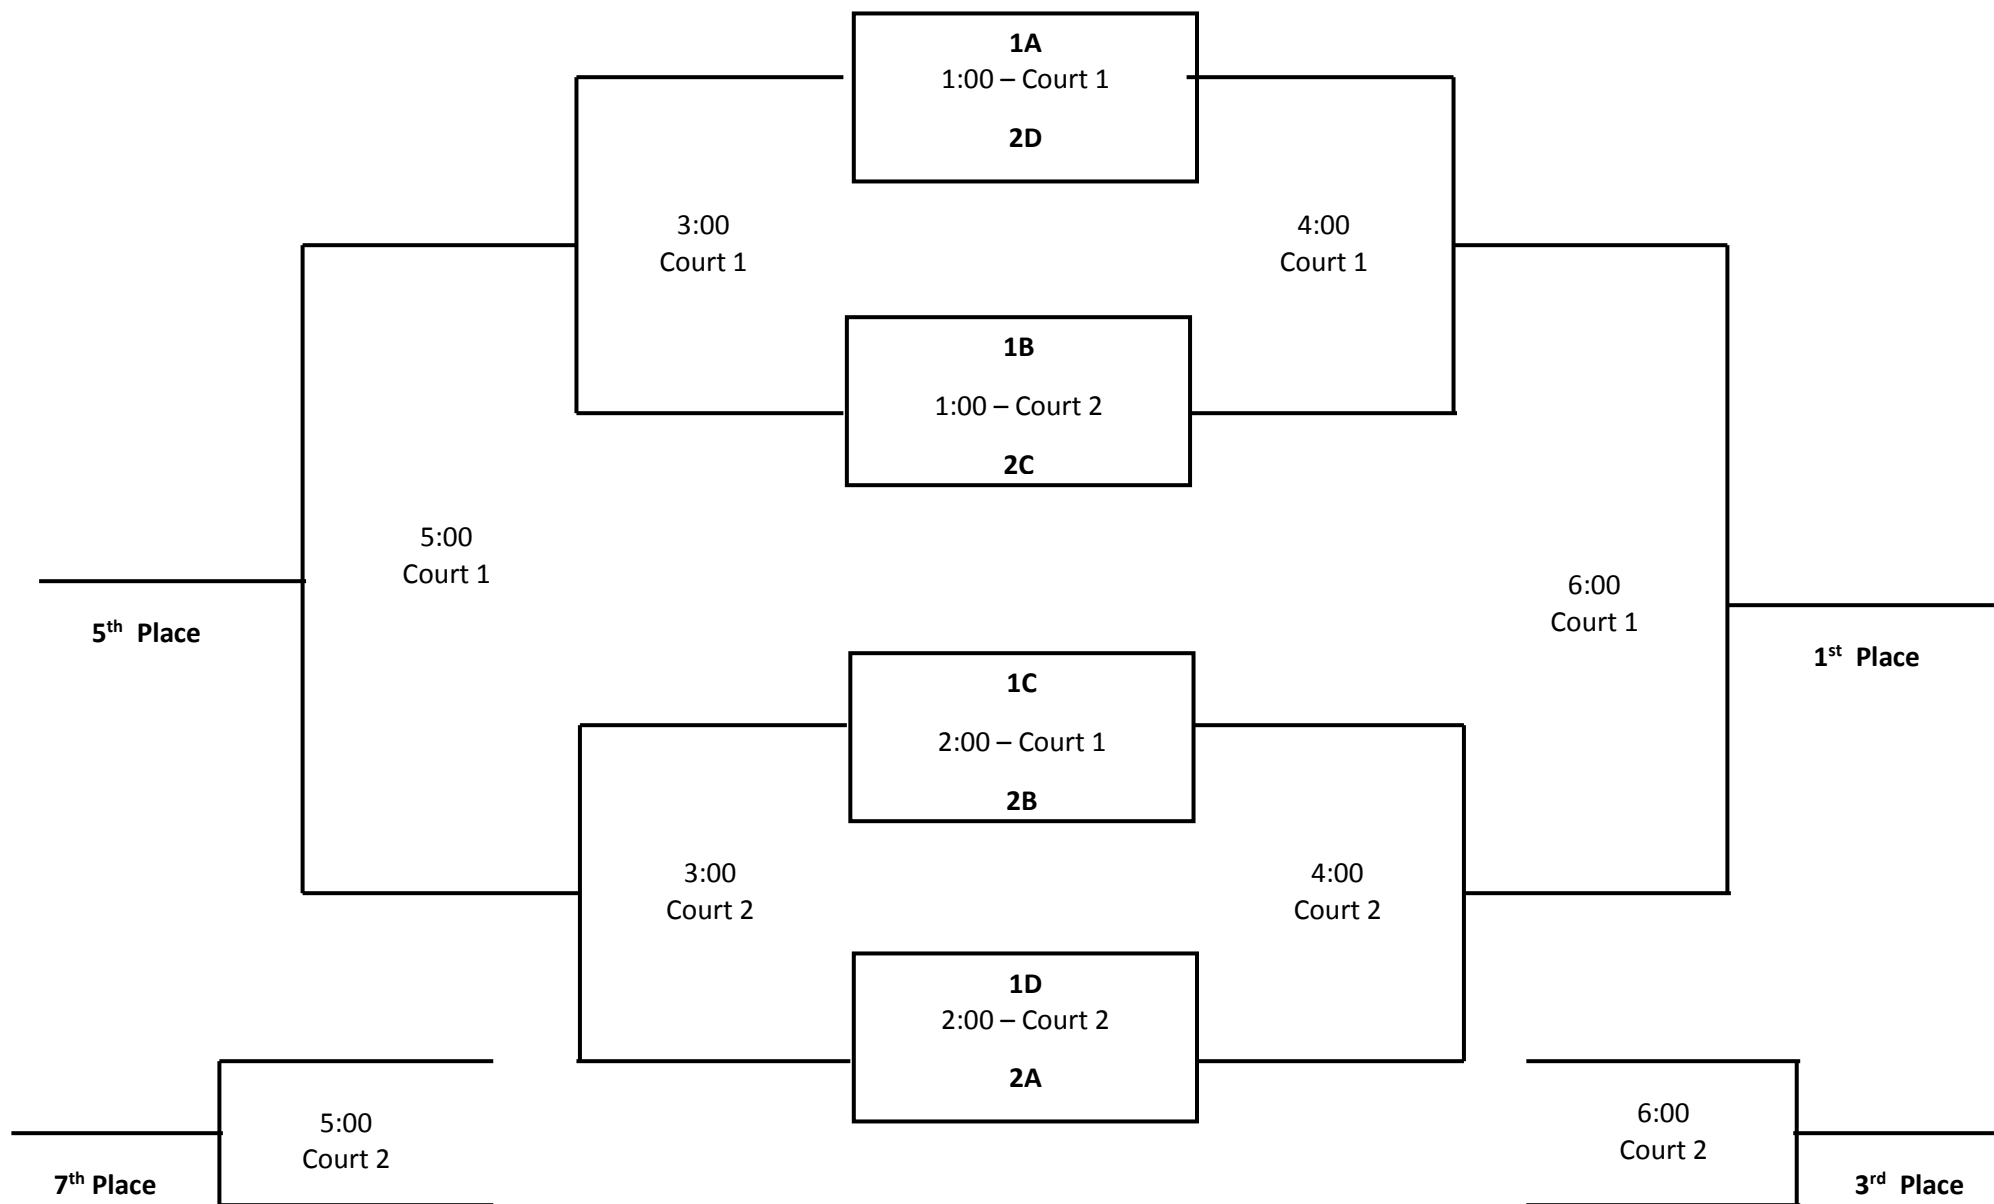 1A
1:00 – Court 1
2D
3:00
Court 1
4:00
Court 1
1B
1:00 – Court 2
2C
5:00
Court 1
5th Place
6:00
Court 1
1st Place
1C
2:00 – Court 1
2B
3:00
Court 2
4:00
Court 2
1D
2:00 – Court 2
2A
5:00
Court 2
7th Place
6:00
Court 2
3rd Place